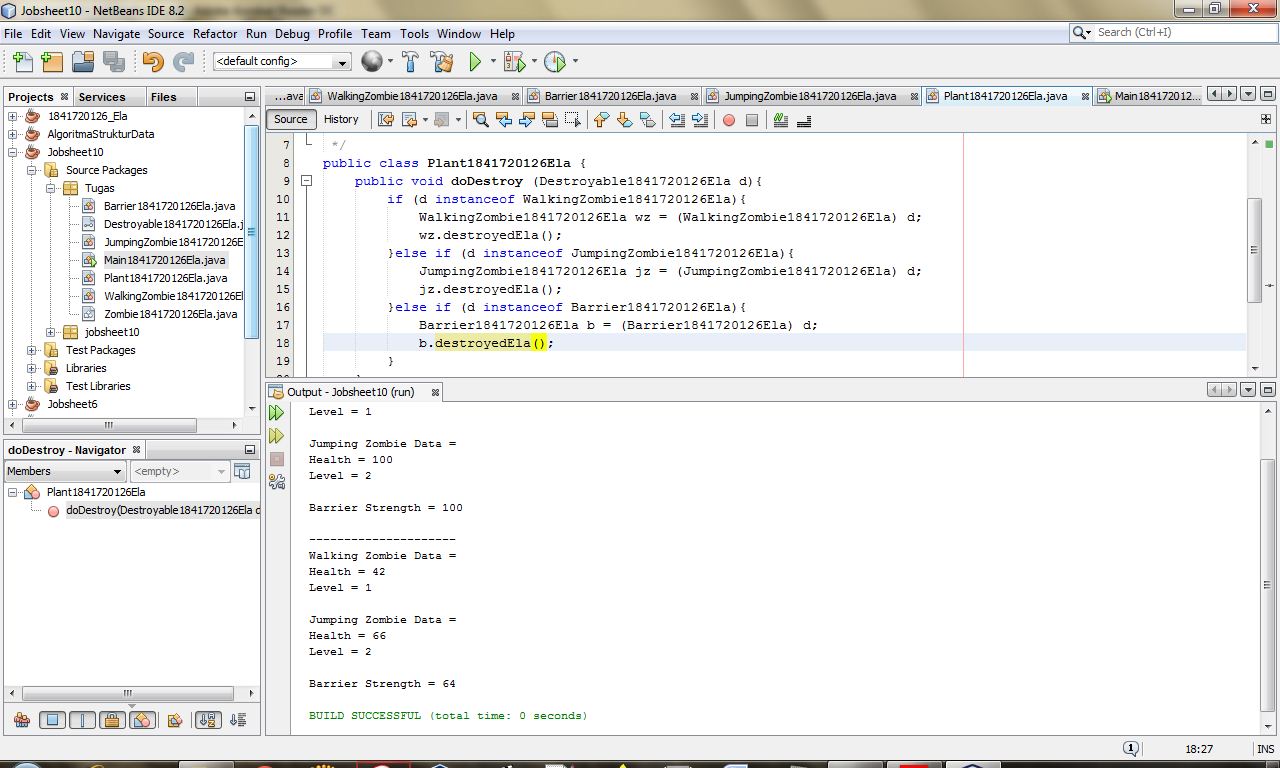 Jobsheet10 - NetBeans IDE 8.2
File Edit View Navigate Source Refactor Run Debug Profile Team Tools Window Help
Search (Ctrl+I)
<default config>
Projects Services Files
1841720126_Ela
AlgoritmaStrukturData
Jobsheet10
Source Packages
Tugas
Barrier1841720126Ela.java
Destroyable1841720126Ela.j
JumpingZombie1841720126E
Main1841720126Ela.java
Plant1841720126Ela.java
WalkingZombie1841720126El
Zombie1841720126Ela.java
jobsheet10
Test Packages
Libraries
Test Libraries
Jobsheet6
doDestroy - Navigator
Members <empty>
Plant1841720126Ela
doDestroy(Destroyable1841720126Ela d
...ava WalkingZombie1841720126Ela.java Barrier1841720126Ela.java JumpingZombie1841720126Ela.java Plant1841720126Ela.java Main184172012...
Source History
7 */
8 public class Plant1841720126Ela {
9 public void doDestroy (Destroyable1841720126Ela d){
10 if (d instanceof WalkingZombie1841720126Ela){
11 WalkingZombie1841720126Ela wz = (WalkingZombie1841720126Ela) d;
12 wz.destroyedEla();
13 }else if (d instanceof JumpingZombie1841720126Ela){
14 JumpingZombie1841720126Ela jz = (JumpingZombie1841720126Ela) d;
15 jz.destroyedEla();
16 }else if (d instanceof Barrier1841720126Ela){
17 Barrier1841720126Ela b = (Barrier1841720126Ela) d;
18 b.destroyedEla();
19 }
Output - Jobsheet10 (run)
Level = 1
Jumping Zombie Data =
Health = 100
Level = 2
Barrier Strength = 100
---------------------
Walking Zombie Data =
Health = 42
Level = 1
Jumping Zombie Data =
Health = 66
Level = 2
Barrier Strength = 64
BUILD SUCCESSFUL (total time: 0 seconds)
1 18:27 INS